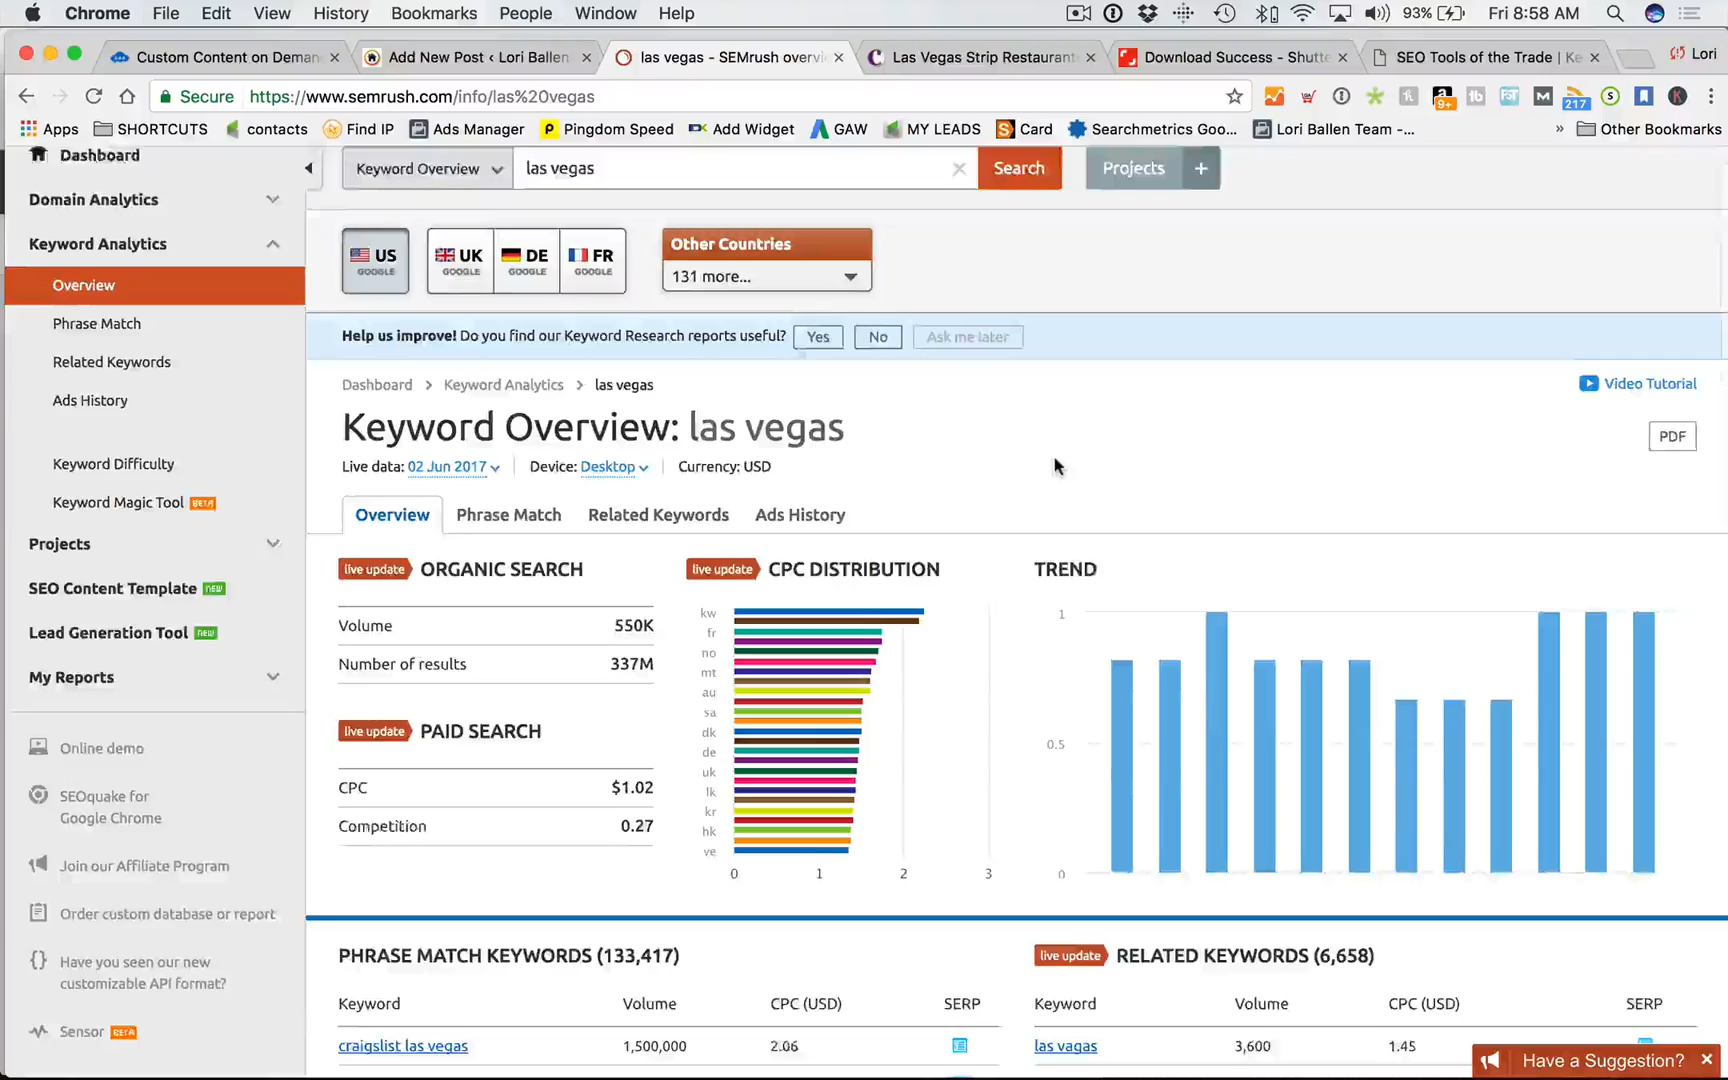 Chrome File Edit View History Bookmarks People Window Help 93% Fri 8:58 AM
Custom Content on Deman Add New Post ‹ Lori Ballen las vegas - SEMrush overvi Las Vegas Strip Restaurant Download Success - Shutte SEO Tools of the Trade | Ke Lori
Secure https://www.semrush.com/info/las%20vegas 9+ 217
Apps SHORTCUTS contacts Find IP Ads Manager Pingdom Speed Add Widget GAW MY LEADS Card Searchmetrics Goo... Lori Ballen Team -... » Other Bookmarks
Dashboard
Domain Analytics
Keyword Analytics
Overview
Phrase Match
Related Keywords
Ads History
Keyword Difficulty
Keyword Magic Tool BETA
Projects
SEO Content Template NEW
Lead Generation Tool NEW
My Reports
Online demo
SEOquake for
Google Chrome
Join our Affiliate Program
Order custom database or report
Have you seen our new
customizable API format?
Sensor BETA
Keyword Overview las vegas Search Projects +
US GOOGLE UK GOOGLE DE GOOGLE FR GOOGLE
Other Countries
131 more...
Help us improve! Do you find our Keyword Research reports useful? Yes No Ask me later
Dashboard > Keyword Analytics > las vegas
Video Tutorial
Keyword Overview: las vegas
PDF
Live data: 02 Jun 2017 Device: Desktop Currency: USD
Overview Phrase Match Related Keywords Ads History
live update ORGANIC SEARCH
Volume 550K
Number of results 337M
live update PAID SEARCH
CPC $1.02
Competition 0.27
live update CPC DISTRIBUTION
kw
fr
no
mt
au
sa
dk
de
uk
lk
kr
hk
ve
0 1 2 3
TREND
1
0.5
0
PHRASE MATCH KEYWORDS (133,417)
Keyword Volume CPC (USD) SERP
craigslist las vegas 1,500,000 2.06
live update RELATED KEYWORDS (6,658)
Keyword Volume CPC (USD) SERP
las vagas 3,600 1.45
Have a Suggestion? ×